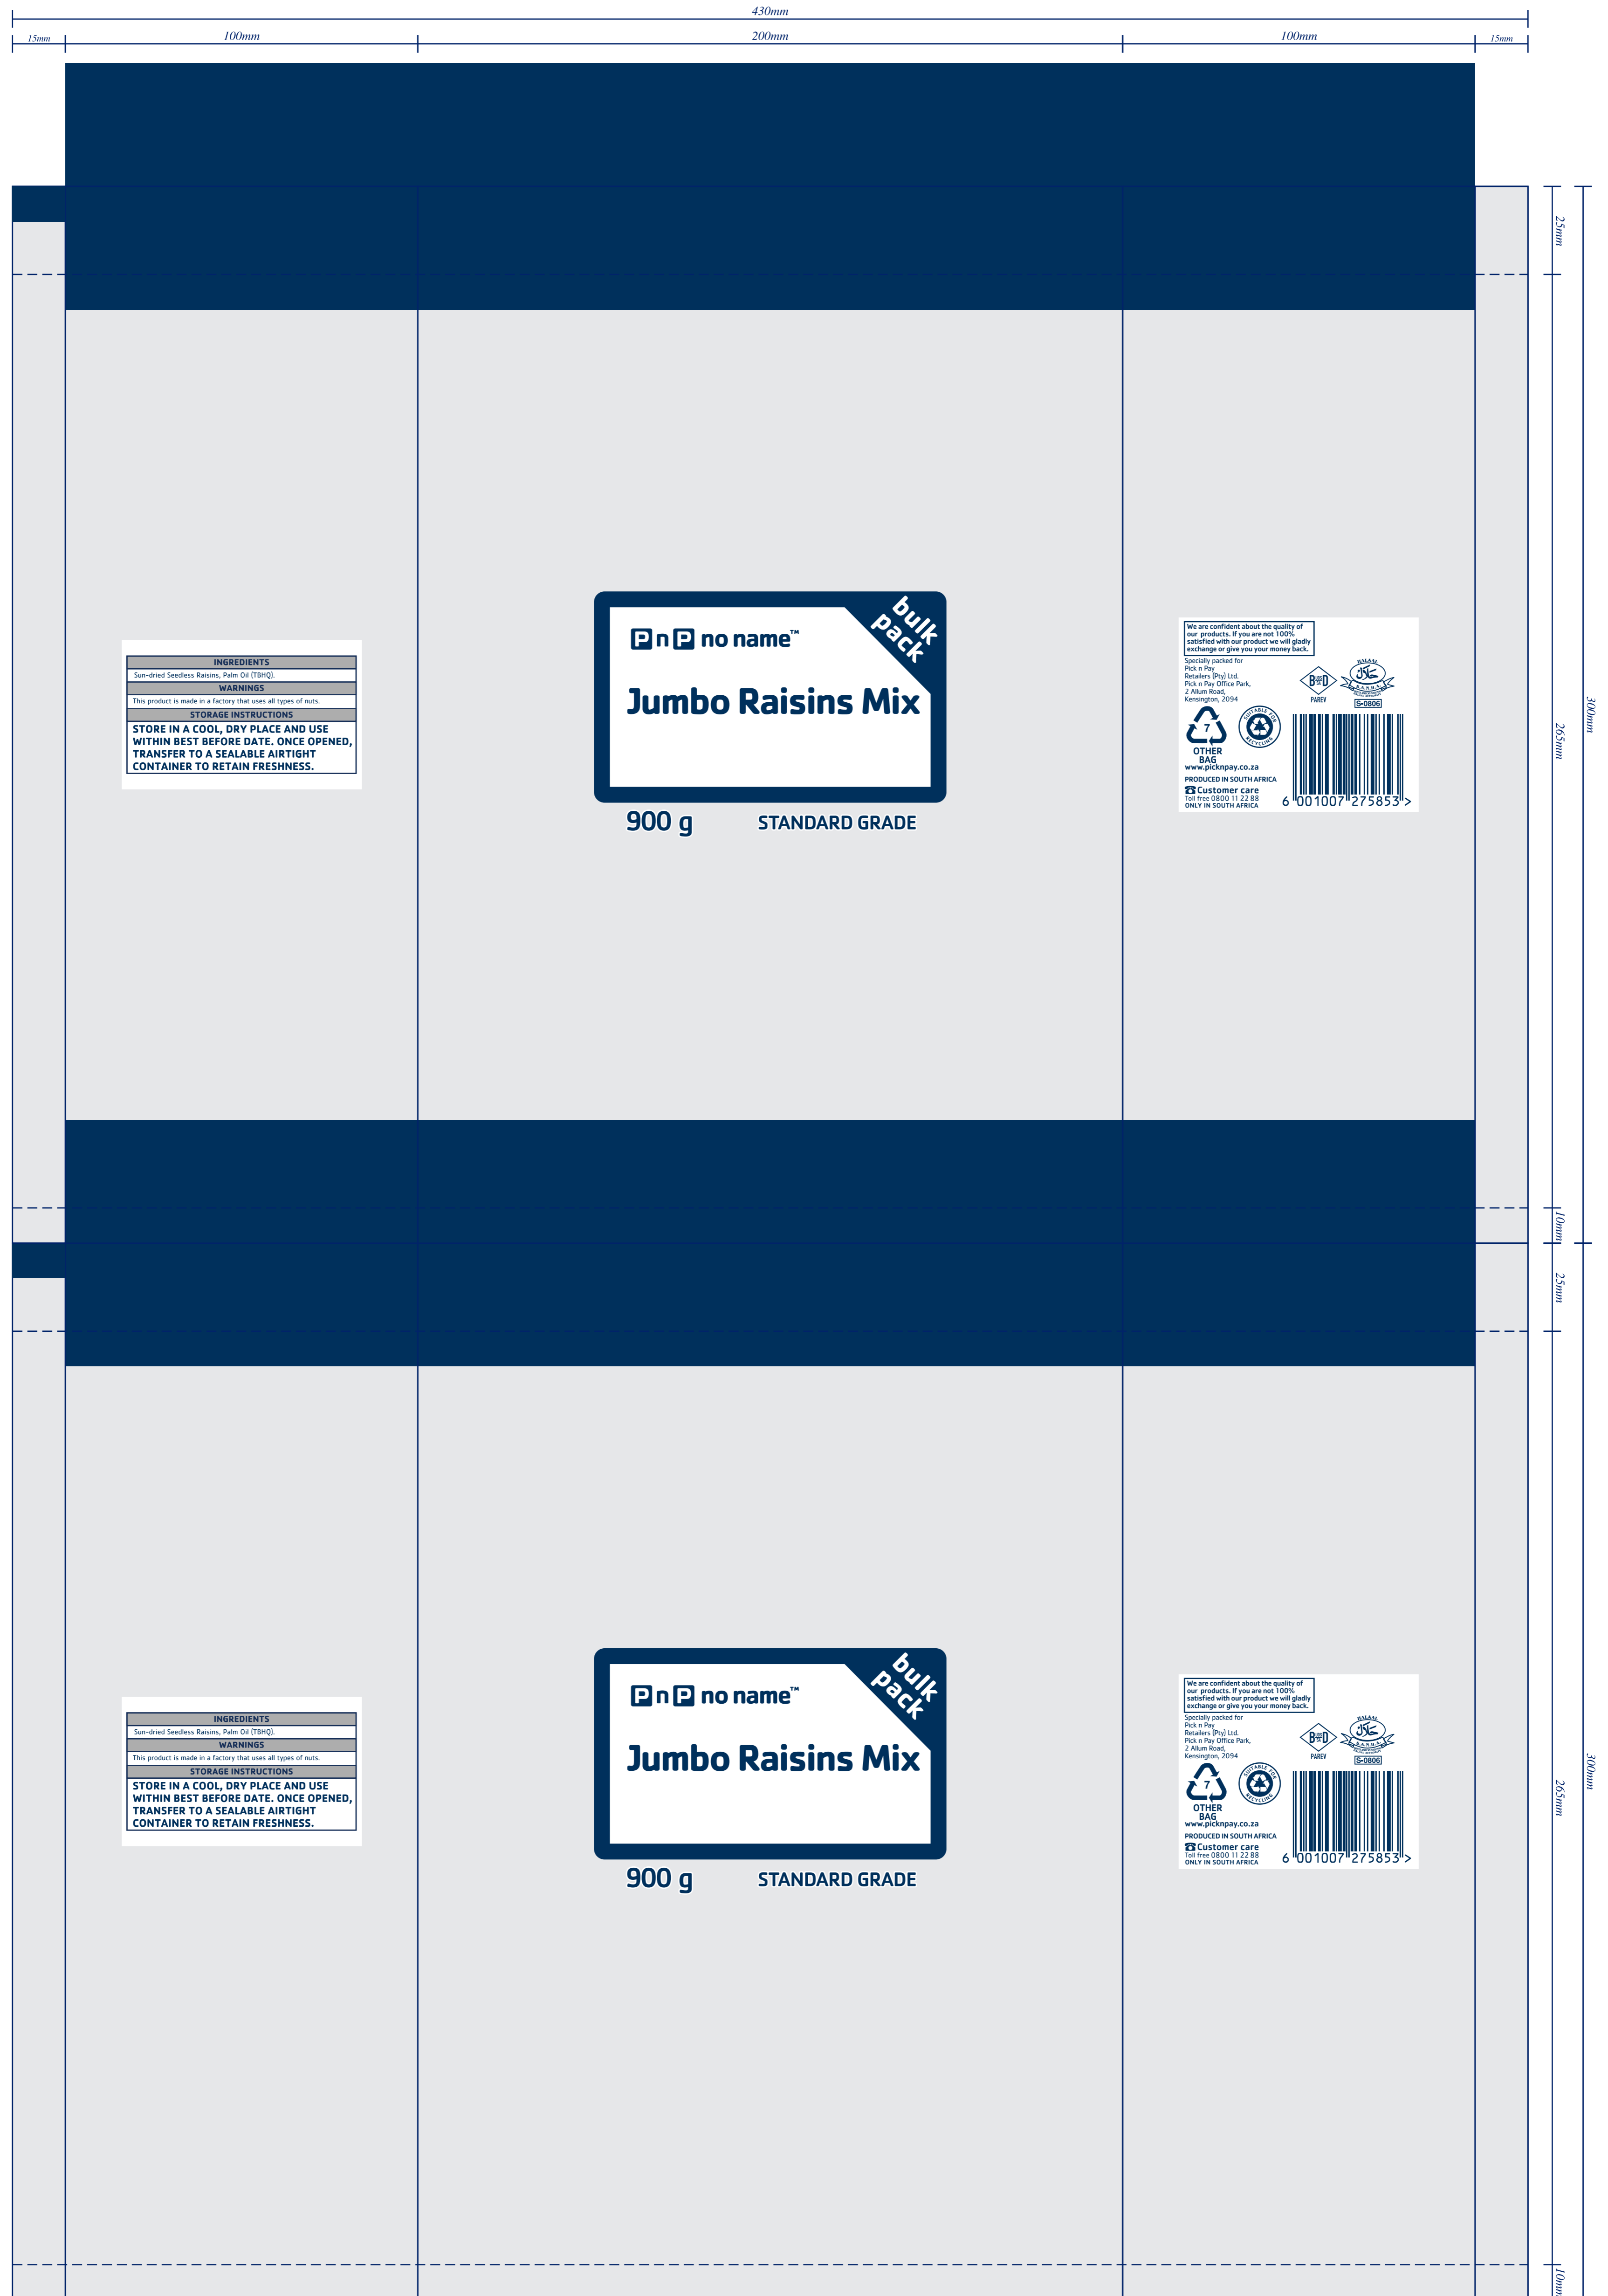 430mm
15mm 100mm 200mm 100mm 15mm
25mm
265mm
300mm
10mm
INGREDIENTS
Sun-dried Seedless Raisins, Palm Oil (TBHQ).
WARNINGS
This product is made in a factory that uses all types of nuts.
STORAGE INSTRUCTIONS
STORE IN A COOL, DRY PLACE AND USE
WITHIN BEST BEFORE DATE. ONCE OPENED,
TRANSFER TO A SEALABLE AIRTIGHT
CONTAINER TO RETAIN FRESHNESS.
bulk
pack
P n P no name™
Jumbo Raisins Mix
900 g STANDARD GRADE
We are confident about the quality of
our products. If you are not 100%
satisfied with our product we will gladly
exchange or give you your money back.
Specially packed for
Pick n Pay
Retailers (Pty) Ltd.
Pick n Pay Office Park,
2 Allum Road,
Kensington, 2094
B D
PAREV
HALAAL
حلال
S.A.N.H.A.
S-0806
7
OTHER
BAG
SUITABLE FOR
RECYCLING
www.picknpay.co.za
PRODUCED IN SOUTH AFRICA
Customer care
Toll free 0800 11 22 88
ONLY IN SOUTH AFRICA
6 001007 275853 >
25mm
265mm
300mm
10mm
INGREDIENTS
Sun-dried Seedless Raisins, Palm Oil (TBHQ).
WARNINGS
This product is made in a factory that uses all types of nuts.
STORAGE INSTRUCTIONS
STORE IN A COOL, DRY PLACE AND USE
WITHIN BEST BEFORE DATE. ONCE OPENED,
TRANSFER TO A SEALABLE AIRTIGHT
CONTAINER TO RETAIN FRESHNESS.
bulk
pack
P n P no name™
Jumbo Raisins Mix
900 g STANDARD GRADE
We are confident about the quality of
our products. If you are not 100%
satisfied with our product we will gladly
exchange or give you your money back.
Specially packed for
Pick n Pay
Retailers (Pty) Ltd.
Pick n Pay Office Park,
2 Allum Road,
Kensington, 2094
B D
PAREV
HALAAL
حلال
S.A.N.H.A.
S-0806
7
OTHER
BAG
SUITABLE FOR
RECYCLING
www.picknpay.co.za
PRODUCED IN SOUTH AFRICA
Customer care
Toll free 0800 11 22 88
ONLY IN SOUTH AFRICA
6 001007 275853 >